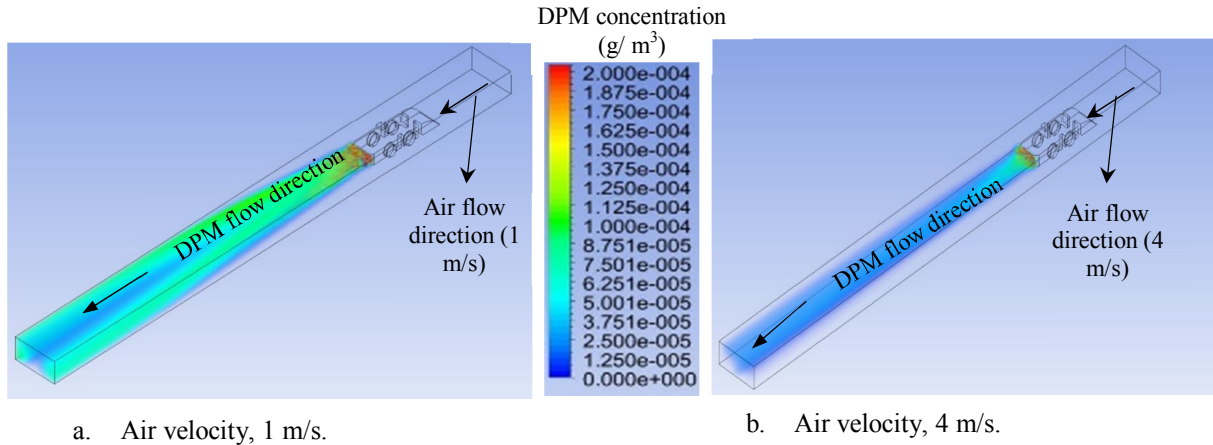 DPM concentration
(g/ m³)
DPM flow direction
Air flow
direction (1
m/s)
2.000e-004
1.875e-004
1.750e-004
1.625e-004
1.500e-004
1.375e-004
1.250e-004
1.125e-004
1.000e-004
8.751e-005
7.501e-005
6.251e-005
5.001e-005
3.751e-005
2.500e-005
1.250e-005
0.000e+000
DPM flow direction
Air flow
direction (4
m/s)
a. Air velocity, 1 m/s.
b. Air velocity, 4 m/s.